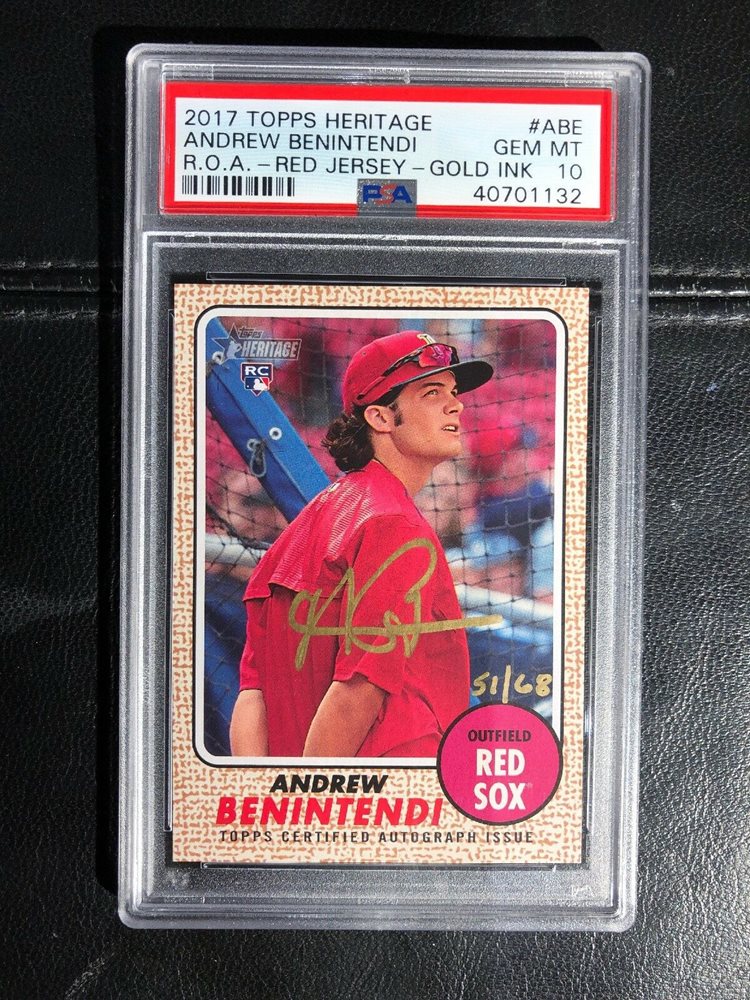 2017 TOPPS HERITAGE #ABE
ANDREW BENINTENDI GEM MT
R.O.A. - RED JERSEY - GOLD INK 10
PSA 40701132
topps
HERITAGE
RC
51/68
OUTFIELD
RED
SOX
ANDREW
BENINTENDI
TOPPS CERTIFIED AUTOGRAPH ISSUE